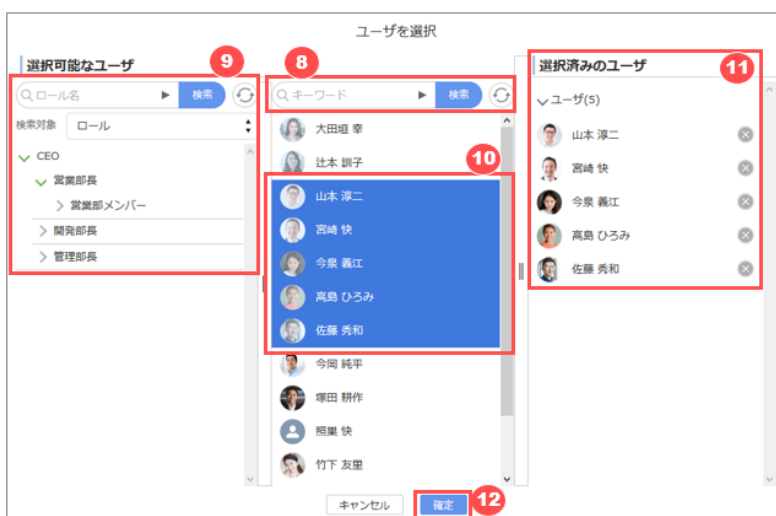 ユーザを選択
選択可能なユーザ
9
ロール名
検索
検索対象
ロール
CEO
営業部長
営業部メンバー
開発部長
管理部長
8
キーワード
検索
大田垣 幸
辻本 訓子
10
山本 淳二
宮崎 快
今泉 義江
高島 ひろみ
佐藤 秀和
今岡 純平
塚田 耕作
照巣 快
竹下 友里
選択済みのユーザ
11
ユーザ(5)
山本 淳二
宮崎 快
今泉 義江
高島 ひろみ
佐藤 秀和
キャンセル
確定
12